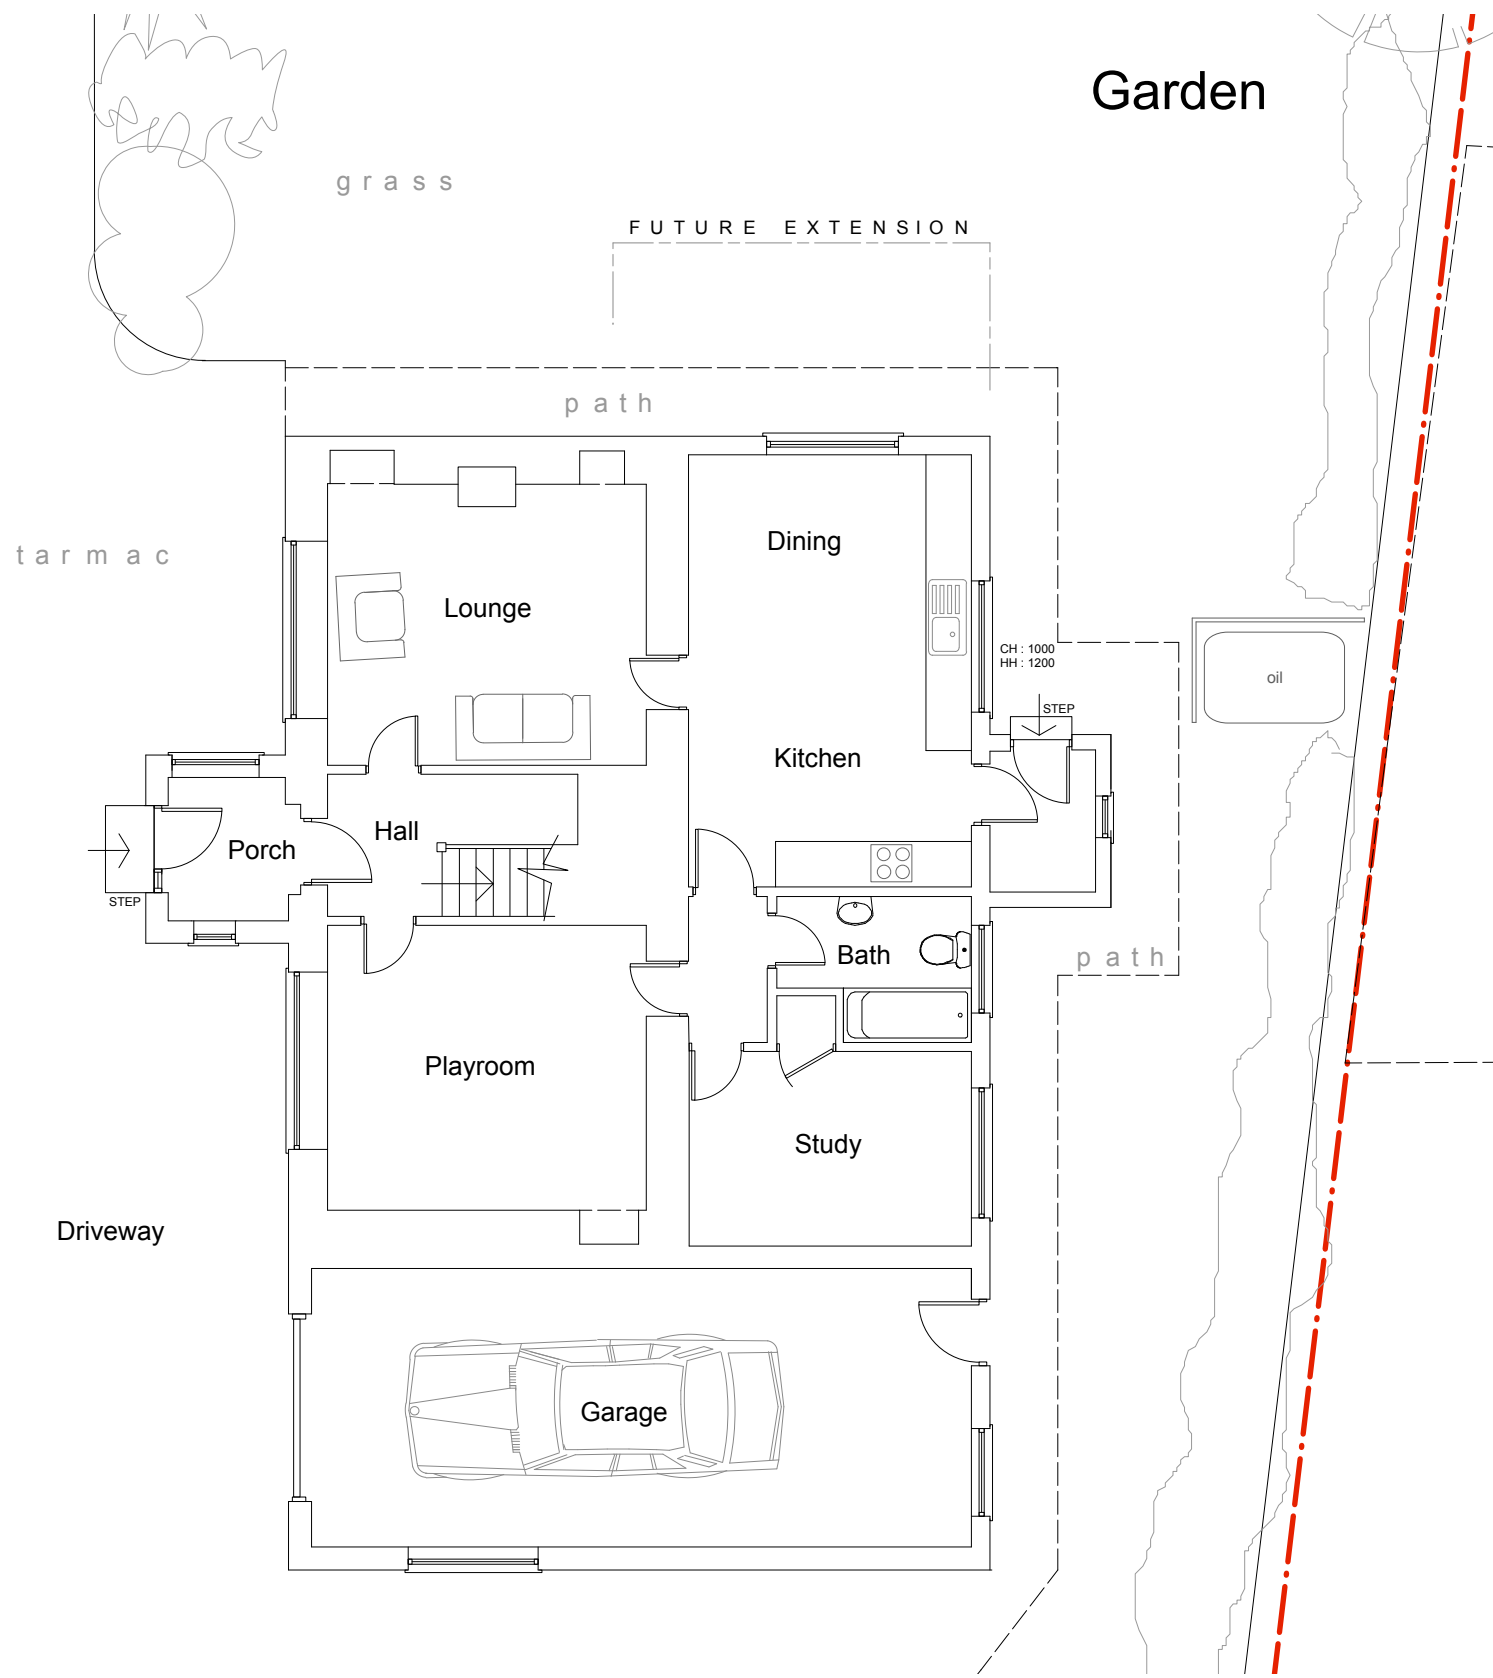 Garden
grass
FUTURE EXTENSION
path
Dining
tarmac
Lounge
CH : 1000
HH : 1200
oil
STEP
Kitchen
Hall
Porch
STEP
Bath
path
Playroom
Study
Driveway
Garage